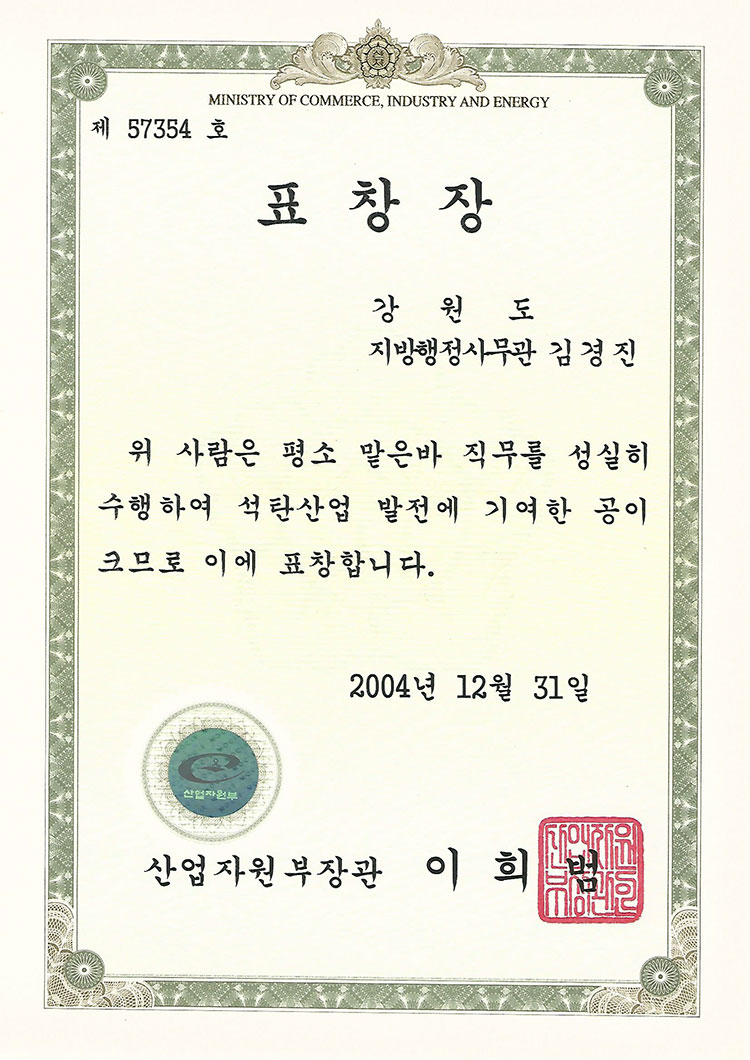 MINISTRY OF COMMERCE, INDUSTRY AND ENERGY
제 57354 호
표 창 장
강 원 도
지방행정사무관 김경진
위 사람은 평소 맡은바 직무를 성실히
수행하여 석탄산업 발전에 기여한 공이
크므로 이에 표창합니다.
2004년 12월 31일
산업자원부
산업자원부장관 이 희 범